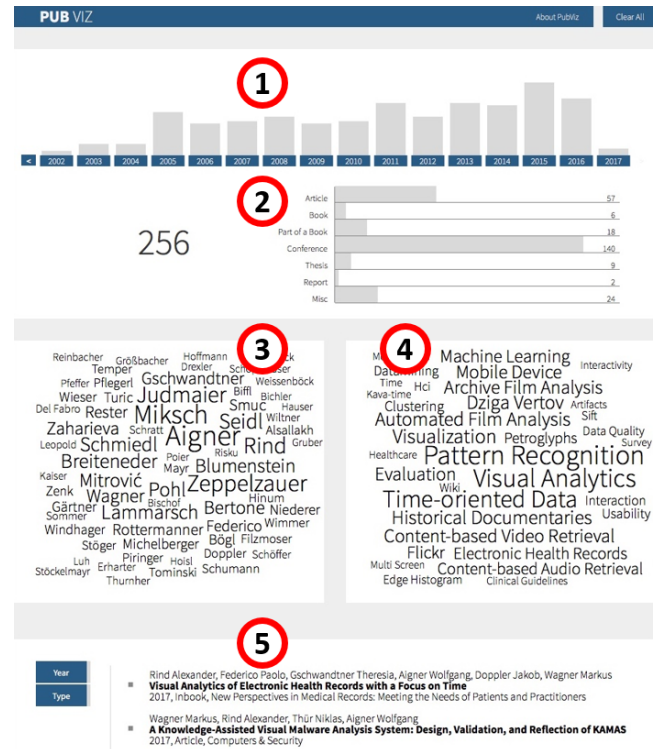 PUB VIZ
About PubViz
Clear All
1
< 2002 2003 2004 2005 2006 2007 2008 2009 2010 2011 2012 2013 2014 2015 2016 2017
2
256
Article 57
Book 6
Part of a Book 18
Conference 140
Thesis 9
Report 2
Misc 24
3
Reinbacher Größbacher Hoffmann
Temper Drexler
Pfeffer Pflegerl Gschwandtner Weissenböck
Wieser Turic Judmaier Biffl Bichler
Del Fabro Rester Miksch Seidl Smuc Wiltner Hauser
Zaharieva Schratt Aigner Alsallakh
Leopold Schmiedl Risku Rind Gruber
Breiteneder Poier Mayr Blumenstein
Kaiser Mitrović Pohl Zeppelzauer
Zenk Wagner Bischof Hinum
Gärtner Sommer Lammarsch Bertone Niederer
Windhager Rottermanner Federico Wimmer
Stöger Michelberger Bögl Filzmoser
Luh Piringer Hoisl Doppler Schöffer
Stöckelmayr Erharter Tominski Schumann
Thurnher
4
Machine Learning
Mobile Device Interactivity
Time Hci Archive Film Analysis
Kava-time Clustering Dziga Vertov Artifacts
Automated Film Analysis Sift
Visualization Petroglyphs Data Quality
Healthcare Pattern Recognition Survey
Evaluation Wiki Visual Analytics
Time-oriented Data Interaction
Historical Documentaries Usability
Content-based Video Retrieval
Flickr Electronic Health Records
Multi Screen Content-based Audio Retrieval
Edge Histogram Clinical Guidelines
5
Year
Type
Rind Alexander, Federico Paolo, Gschwandtner Theresia, Aigner Wolfgang, Doppler Jakob, Wagner Markus
Visual Analytics of Electronic Health Records with a Focus on Time
2017, Inbook, New Perspectives in Medical Records: Meeting the Needs of Patients and Practitioners
Wagner Markus, Rind Alexander, Thür Niklas, Aigner Wolfgang
A Knowledge-Assisted Visual Malware Analysis System: Design, Validation, and Reflection of KAMAS
2017, Article, Computers & Security